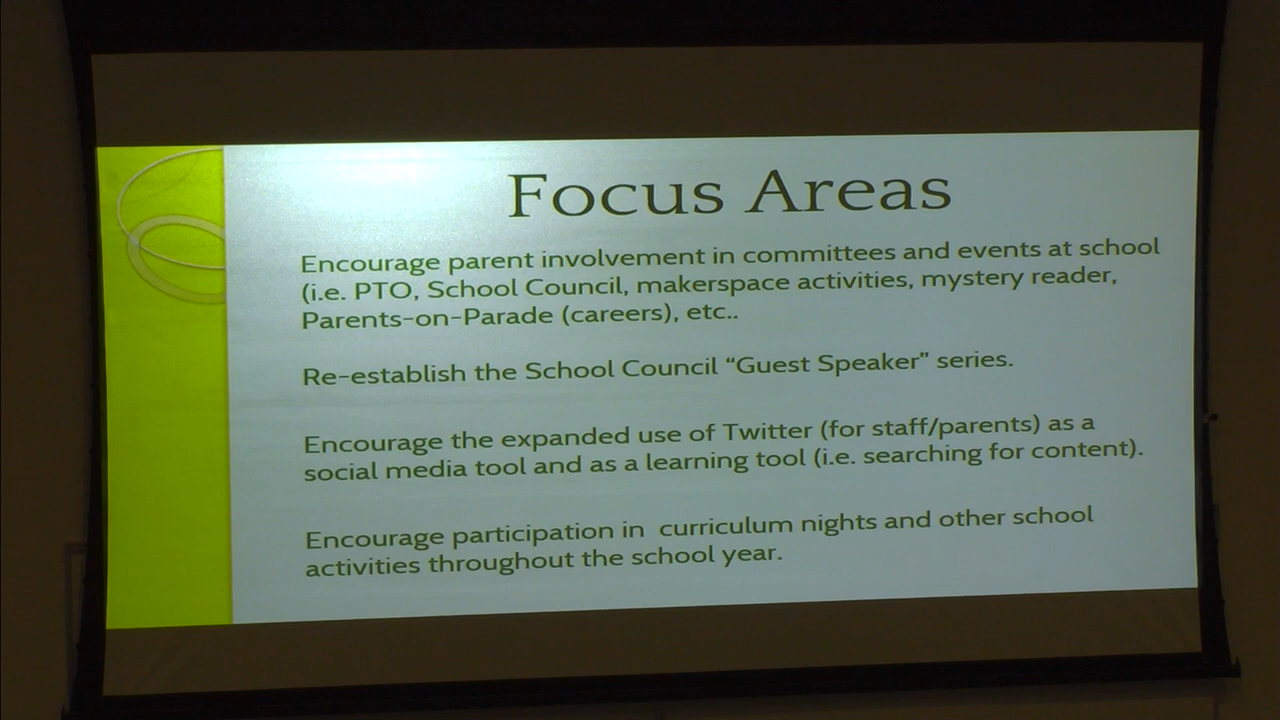 Focus Areas
Encourage parent involvement in committees and events at school
(i.e. PTO, School Council, makerspace activities, mystery reader,
Parents-on-Parade (careers), etc..
Re-establish the School Council “Guest Speaker” series.
Encourage the expanded use of Twitter (for staff/parents) as a
social media tool and as a learning tool (i.e. searching for content).
Encourage participation in  curriculum nights and other school
activities throughout the school year.